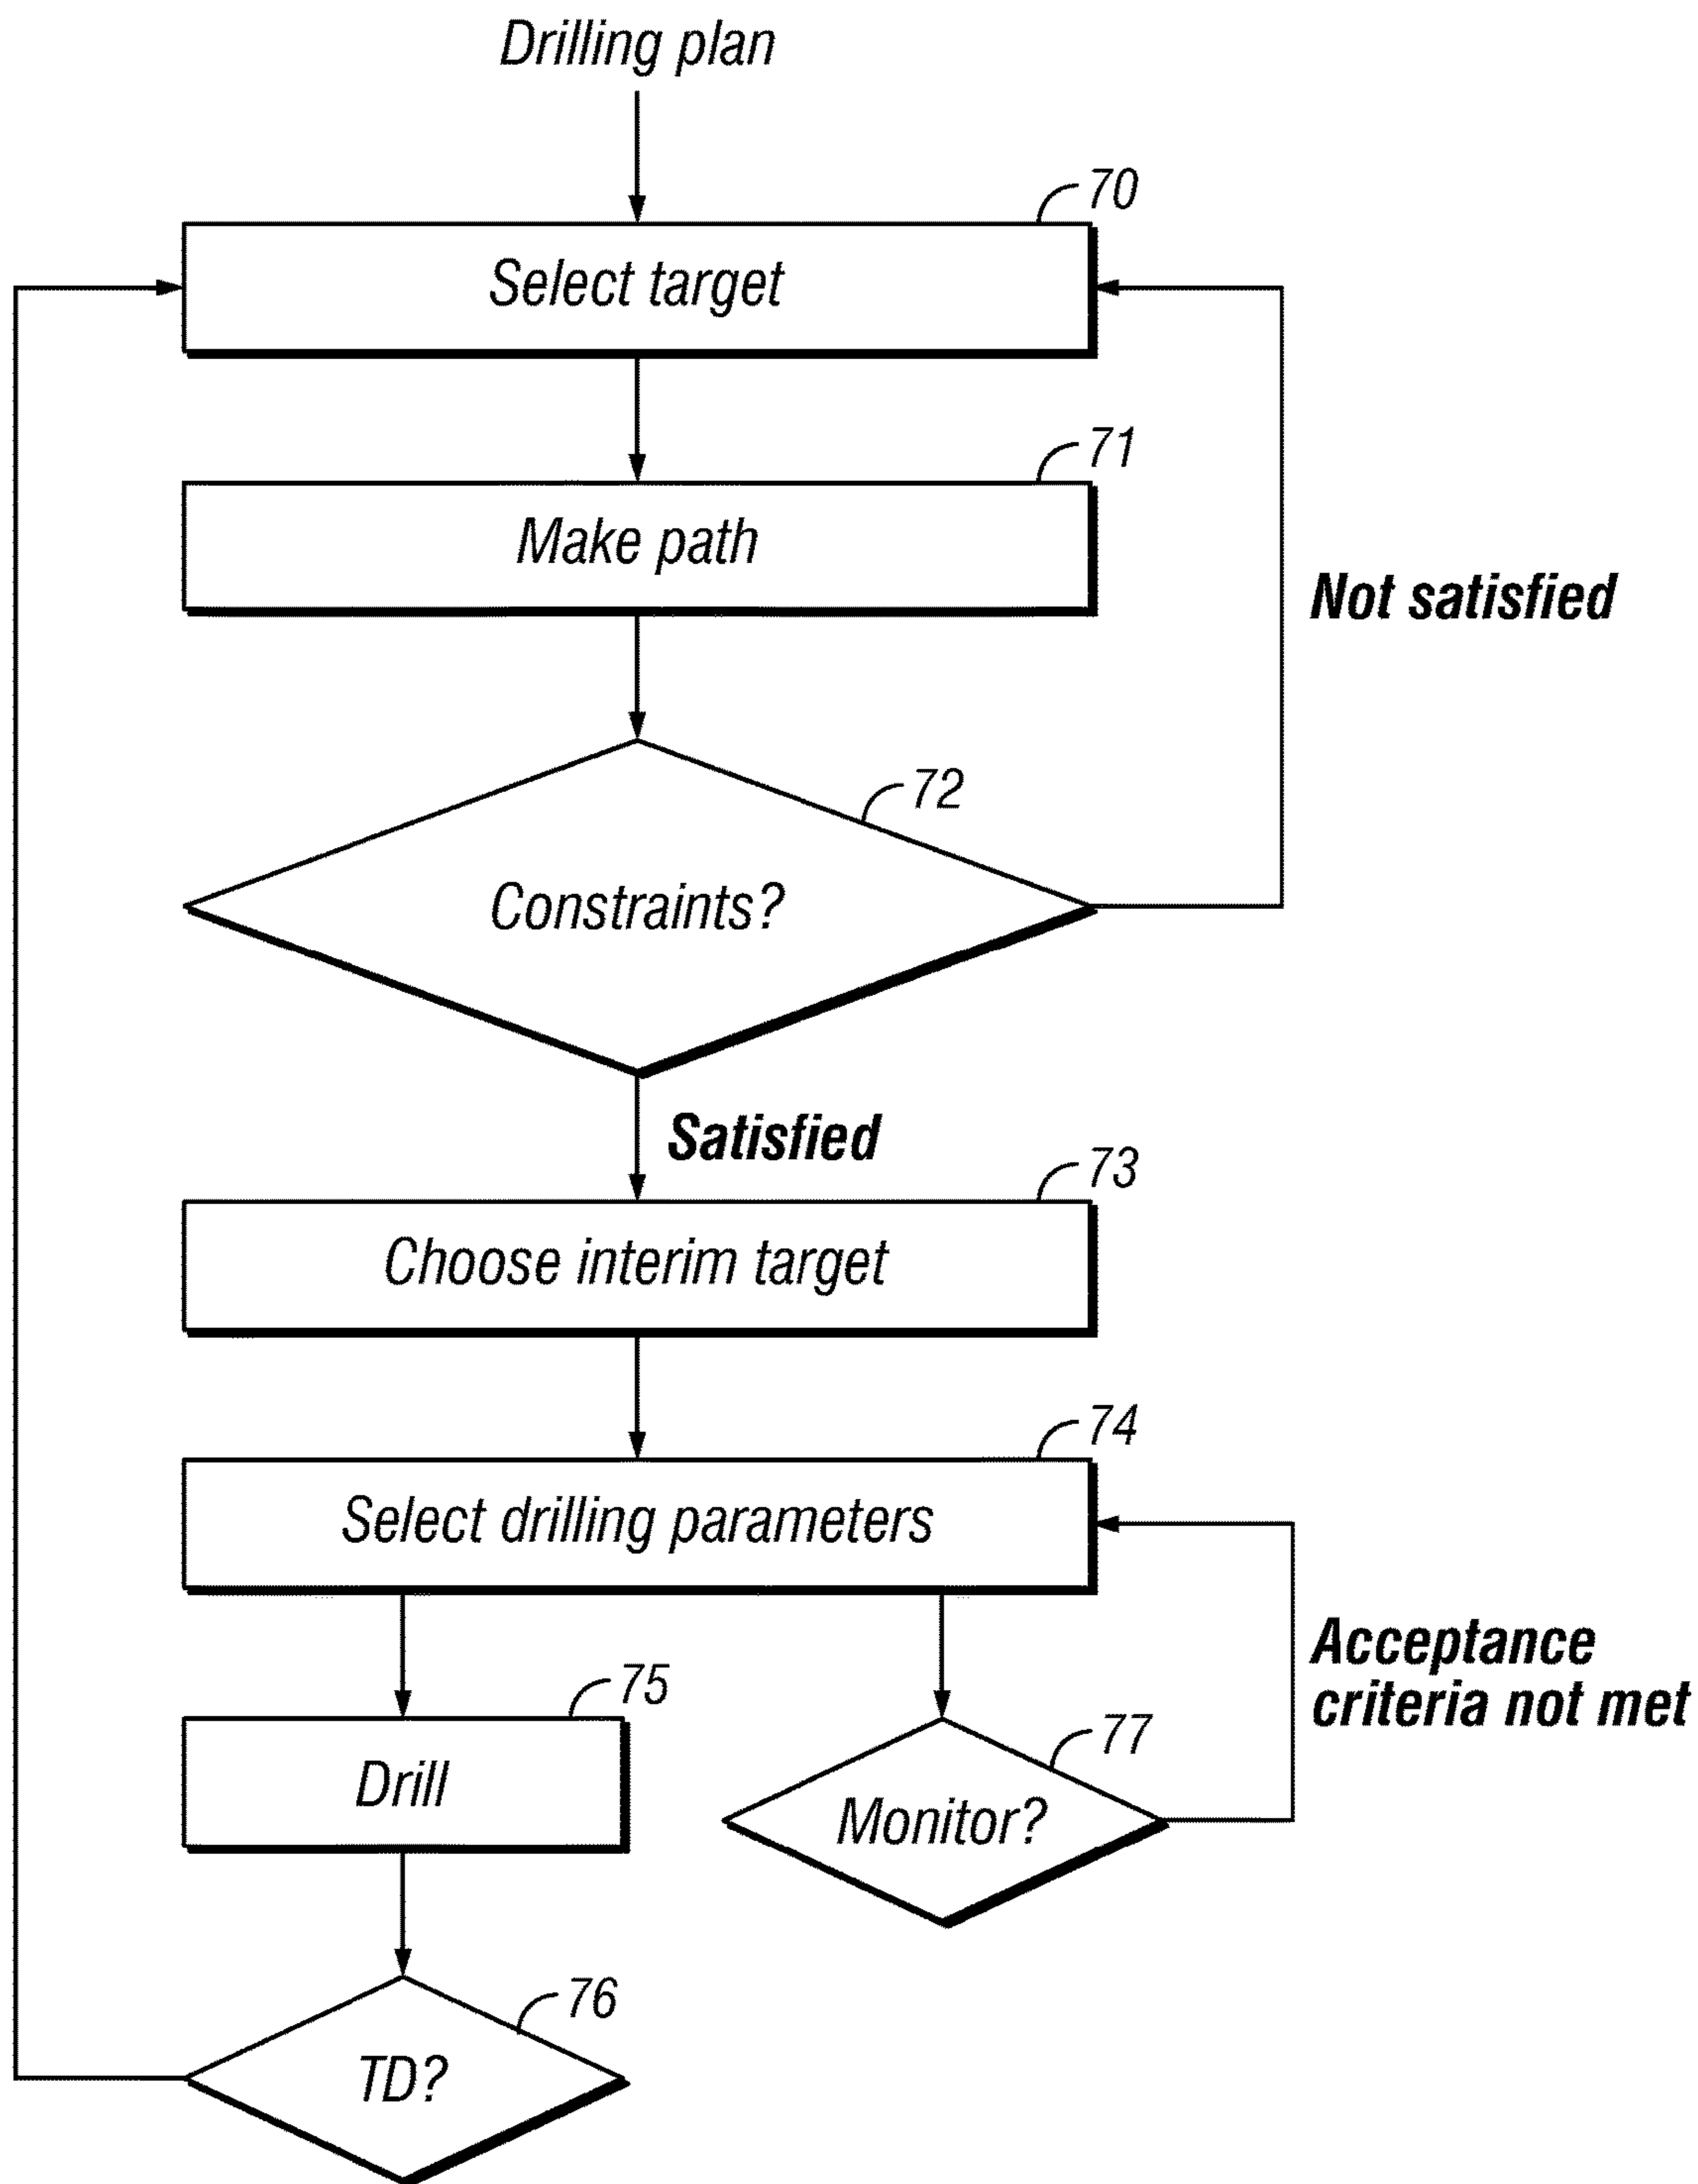 Drilling plan
70
Select target
71
Make path
Not satisfied
72
Constraints?
Satisfied
73
Choose interim target
74
Select drilling parameters
Acceptance
criteria not met
75
Drill
77
Monitor?
76
TD?